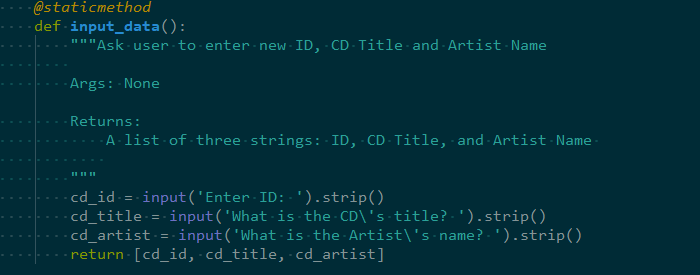 @staticmethod
def input_data():
"""Ask user to enter new ID, CD Title and Artist Name
Args: None
Returns:
A list of three strings: ID, CD Title, and Artist Name
"""
cd_id = input('Enter ID: ').strip()
cd_title = input('What is the CD\'s title? ').strip()
cd_artist = input('What is the Artist\'s name? ').strip()
return [cd_id, cd_title, cd_artist]